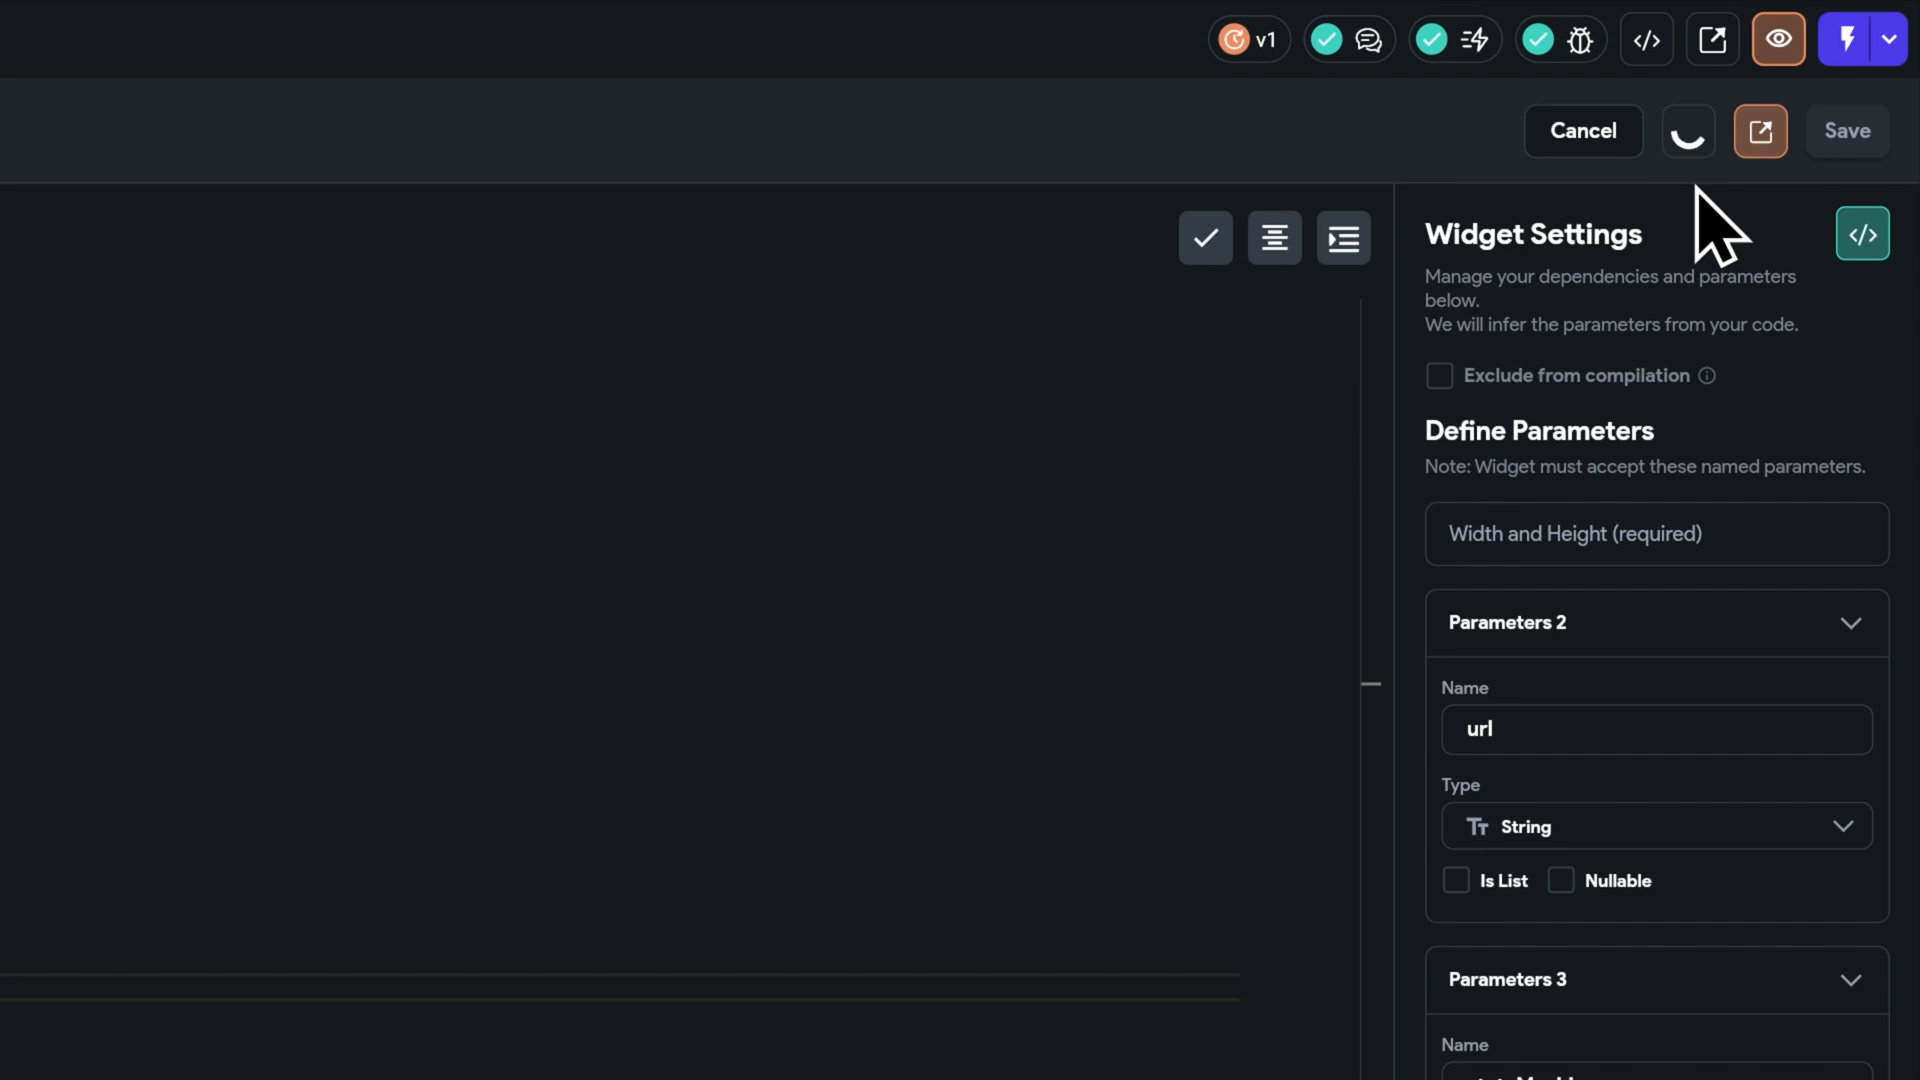 v1
Cancel
Save
Widget Settings
Manage your dependencies and parameters
below.
We will infer the parameters from your code.
Exclude from compilation
Define Parameters
Note: Widget must accept these named parameters.
Width and Height (required)
Parameters 2
Name
url
Type
String
Is List
Nullable
Parameters 3
Name